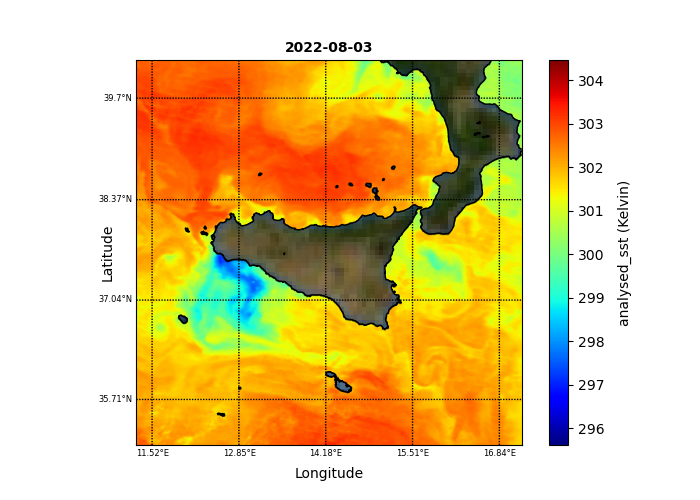 2022-08-03
39.7°N
38.37°N
37.04°N
35.71°N
Latitude
11.52°E 12.85°E 14.18°E 15.51°E 16.84°E
Longitude
304
303
302
301
300
299
298
297
296
analysed_sst (Kelvin)